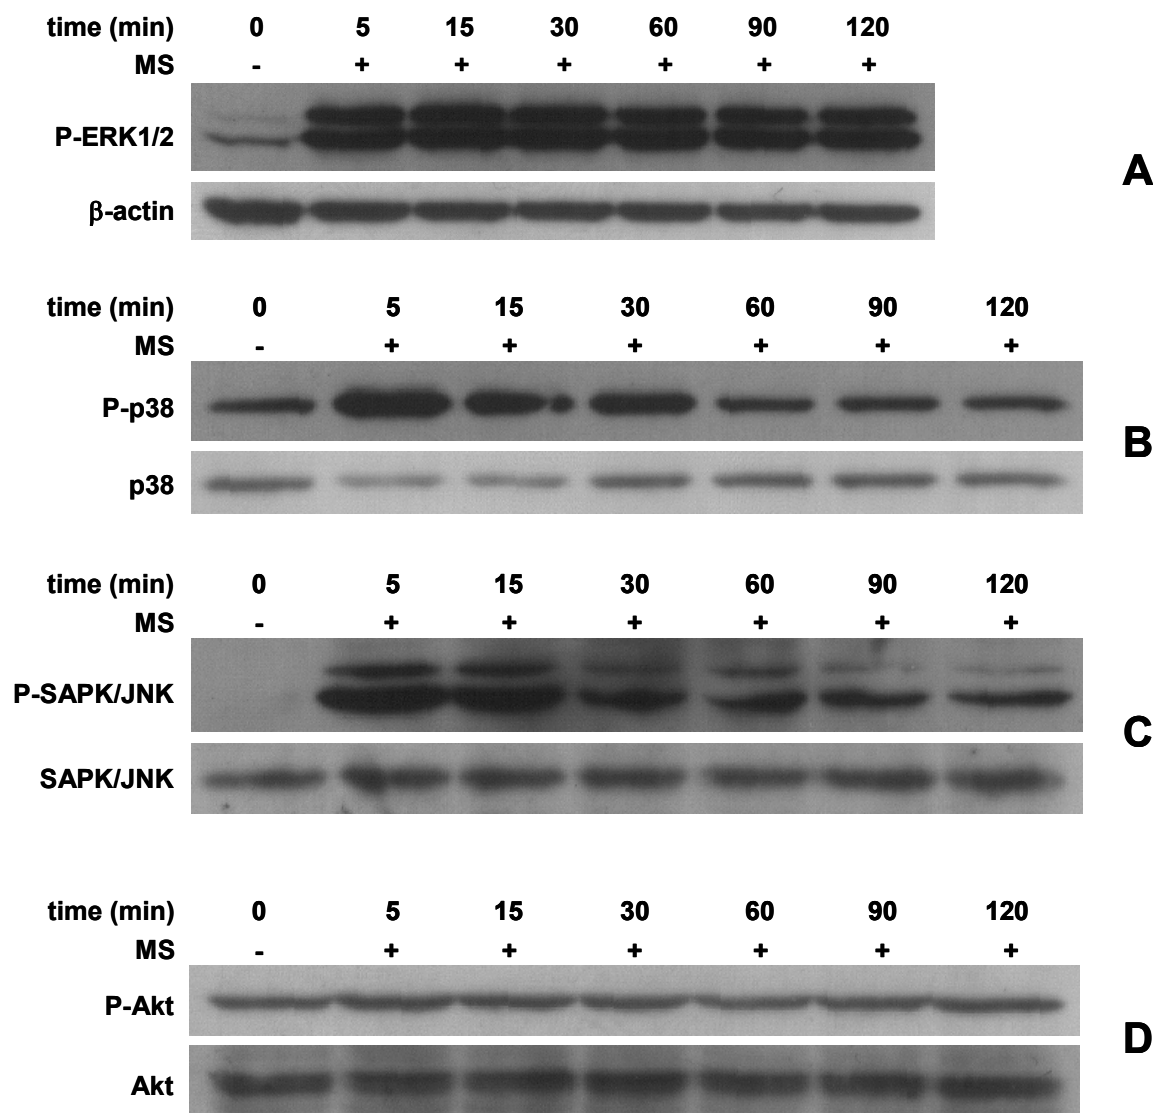 time (min) 0 5 15 30 60 90 120
MS - + + + + + +
P-ERK1/2
A
β-actin
time (min) 0 5 15 30 60 90 120
MS - + + + + + +
P-p38
B
p38
time (min) 0 5 15 30 60 90 120
MS - + + + + + +
P-SAPK/JNK
C
SAPK/JNK
time (min) 0 5 15 30 60 90 120
MS - + + + + + +
P-Akt
D
Akt